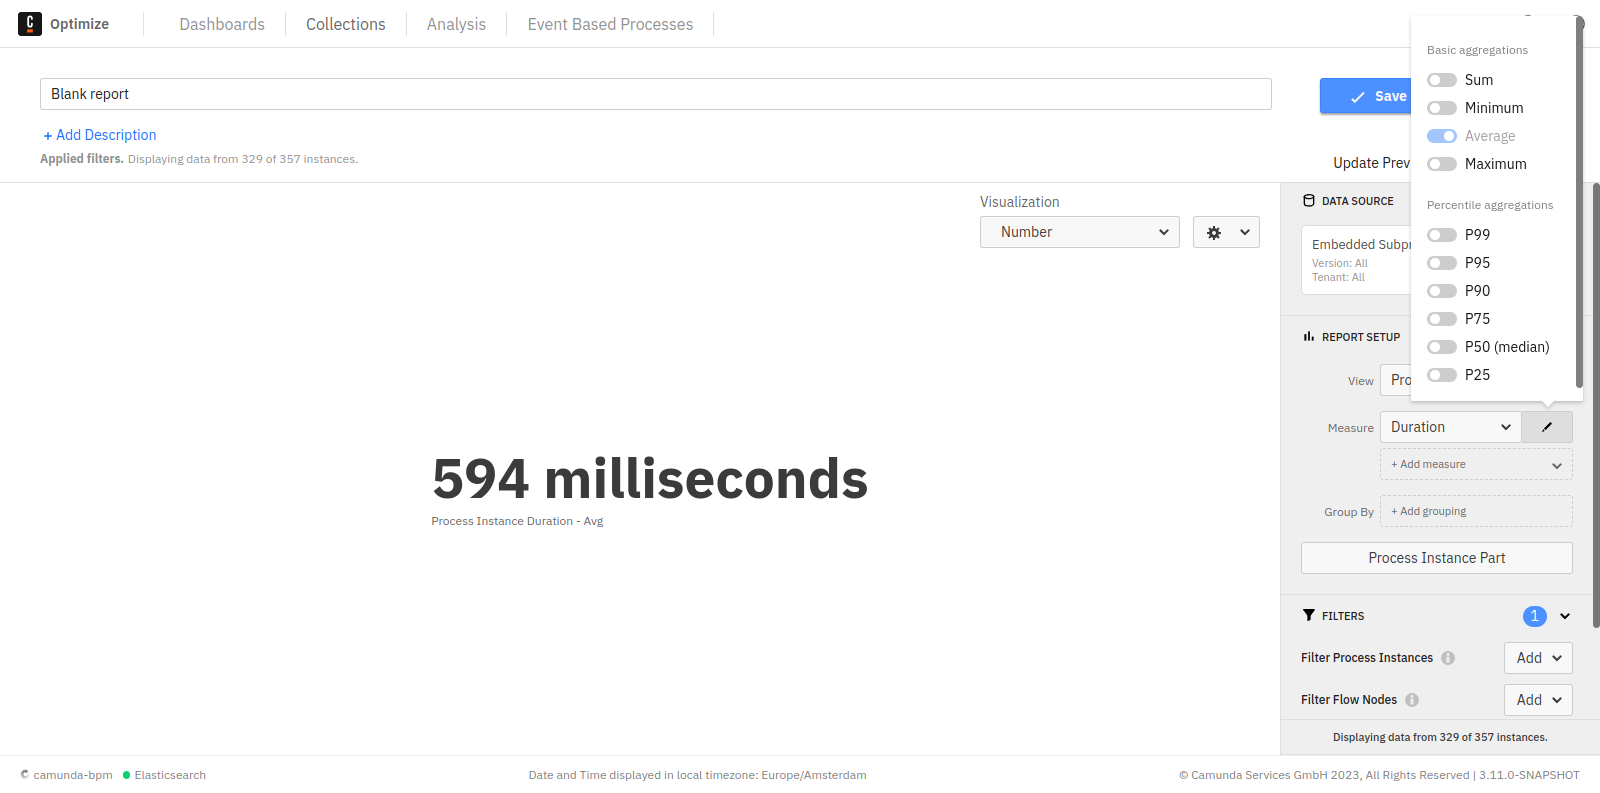 Optimize
Dashboards
Collections
Analysis
Event Based Processes
Blank report
Save
+ Add Description
Applied filters. Displaying data from 329 of 357 instances.
Update Prev
Basic aggregations
Sum
Minimum
Average
Maximum
Percentile aggregations
P99
P95
P90
P75
P50 (median)
P25
Visualization
Number
DATA SOURCE
Embedded Subpr
Version: All
Tenant: All
REPORT SETUP
View
Pro
Measure
Duration
+ Add measure
Group By
+ Add grouping
Process Instance Part
594 milliseconds
Process Instance Duration - Avg
FILTERS
1
Filter Process Instances
Add
Filter Flow Nodes
Add
Displaying data from 329 of 357 instances.
camunda-bpm
Elasticsearch
Date and Time displayed in local timezone: Europe/Amsterdam
© Camunda Services GmbH 2023, All Rights Reserved | 3.11.0-SNAPSHOT